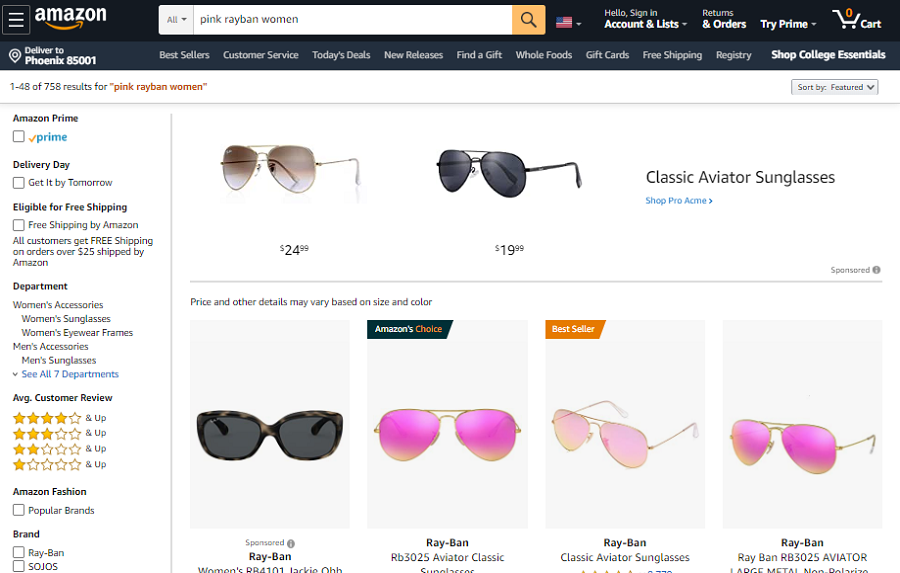 amazon
All
pink rayban women
Hello, Sign in
Account & Lists
Returns
& Orders
Try Prime
0
Cart
Deliver to
Phoenix 85001
Best Sellers
Customer Service
Today's Deals
New Releases
Find a Gift
Whole Foods
Gift Cards
Free Shipping
Registry
Shop College Essentials
1-48 of 758 results for "pink rayban women"
Sort by: Featured
Amazon Prime
prime
Delivery Day
Get It by Tomorrow
Eligible for Free Shipping
Free Shipping by Amazon
All customers get FREE Shipping
on orders over $25 shipped by
Amazon
Department
Women's Accessories
Women's Sunglasses
Women's Eyewear Frames
Men's Accessories
Men's Sunglasses
See All 7 Departments
Avg. Customer Review
& Up
& Up
& Up
& Up
Amazon Fashion
Popular Brands
Brand
Ray-Ban
SOJOS
$24.99
$19.99
Classic Aviator Sunglasses
Shop Pro Acme ›
Sponsored
Price and other details may vary based on size and color
Amazon's Choice
Best Seller
Sponsored
Ray-Ban
Women's RB4101 Jackie Ohh
Ray-Ban
Rb3025 Aviator Classic
Sunglasses
Ray-Ban
Classic Aviator Sunglasses
Ray-Ban
Ray Ban RB3025 AVIATOR
LARGE METAL Non-Polarize